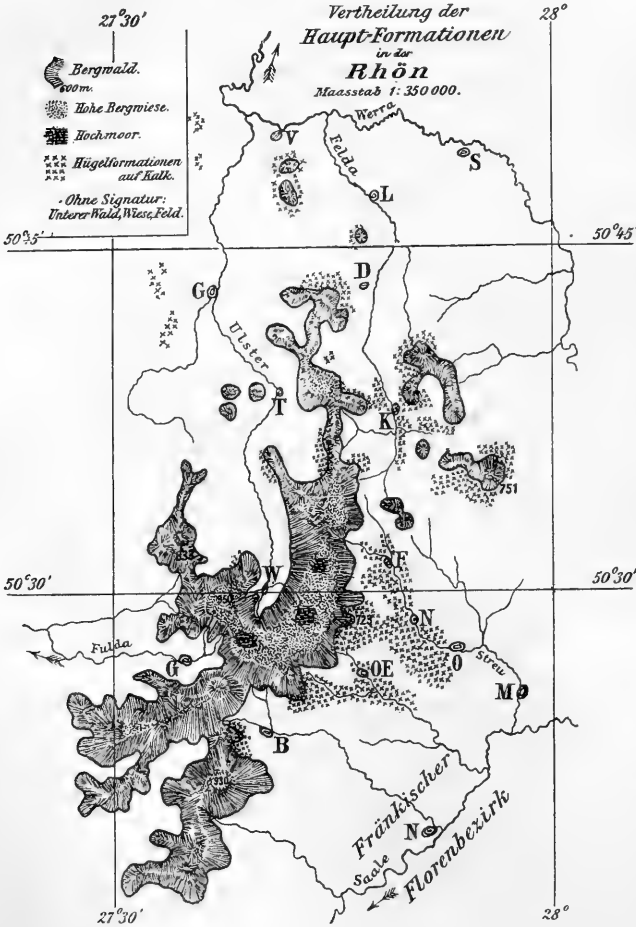 27°30'
28°
Vertheilung der
Haupt-Formationen
in der
Rhön
Maasstab 1:350000.
Bergwald.
600m.
Hohe Bergwiese.
Hochmoor.
Hügelformationen
auf Kalk.
Ohne Signatur:
Unterer Wald, Wiese, Feld.
Werra
V
Felda
S
L
50°45'
50°45'
D
G
Ulster
T
K
751
F
50°30'
W
50°30'
N
723
Fulda
G
O
Streu
OE
M
B
Fränkischer
N
Saale
Florenbezirk
27°30'
28°